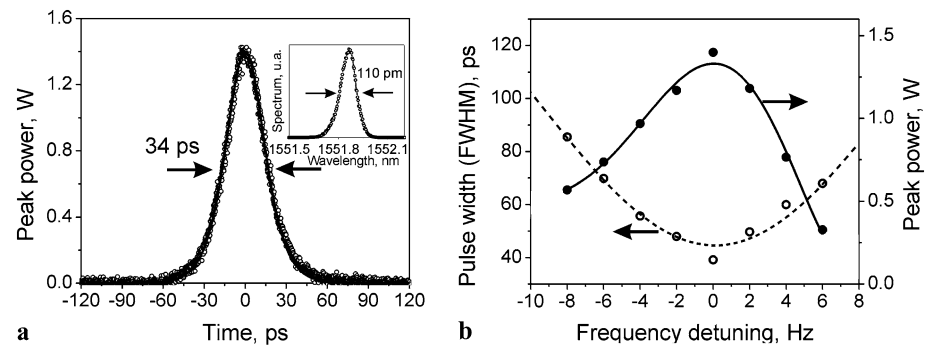 a
Peak power, W
1.6
1.2
0.8
0.4
0.0
34 ps
-120 -90 -60 -30 0 30 60 90 120
Time, ps
Spectrum, u.a.
110 pm
1551.5 1551.8 1552.1
Wavelength, nm
b
Pulse width (FWHM), ps
120
100
80
60
40
1.5
1.0
0.5
0.0
Peak power, W
-10 -8 -6 -4 -2 0 2 4 6 8
Frequency detuning, Hz